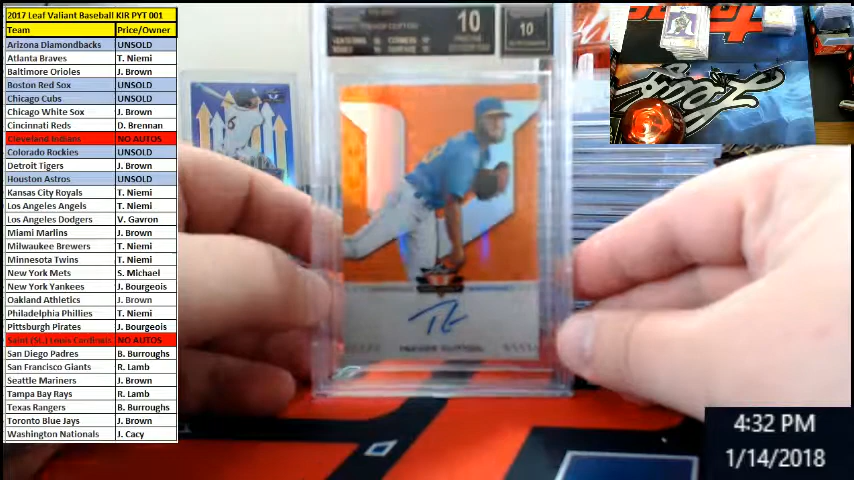 2017 Leaf Valiant Baseball KIR PYT 001
Team Price/Owner
Arizona Diamondbacks UNSOLD
Atlanta Braves T. Niemi
Baltimore Orioles J. Brown
Boston Red Sox UNSOLD
Chicago Cubs UNSOLD
Chicago White Sox J. Brown
Cincinnati Reds D. Brennan
Cleveland Indians NO AUTOS
Colorado Rockies UNSOLD
Detroit Tigers J. Brown
Houston Astros UNSOLD
Kansas City Royals T. Niemi
Los Angeles Angels T. Niemi
Los Angeles Dodgers V. Gavron
Miami Marlins J. Brown
Milwaukee Brewers T. Niemi
Minnesota Twins T. Niemi
New York Mets S. Michael
New York Yankees J. Bourgeois
Oakland Athletics J. Brown
Philadelphia Phillies T. Niemi
Pittsburgh Pirates J. Bourgeois
Saint (St.) Louis Cardinals NO AUTOS
San Diego Padres B. Burroughs
San Francisco Giants R. Lamb
Seattle Mariners J. Brown
Tampa Bay Rays R. Lamb
Texas Rangers B. Burroughs
Toronto Blue Jays J. Brown
Washington Nationals J. Cacy
10
10
6
4:32 PM
1/14/2018